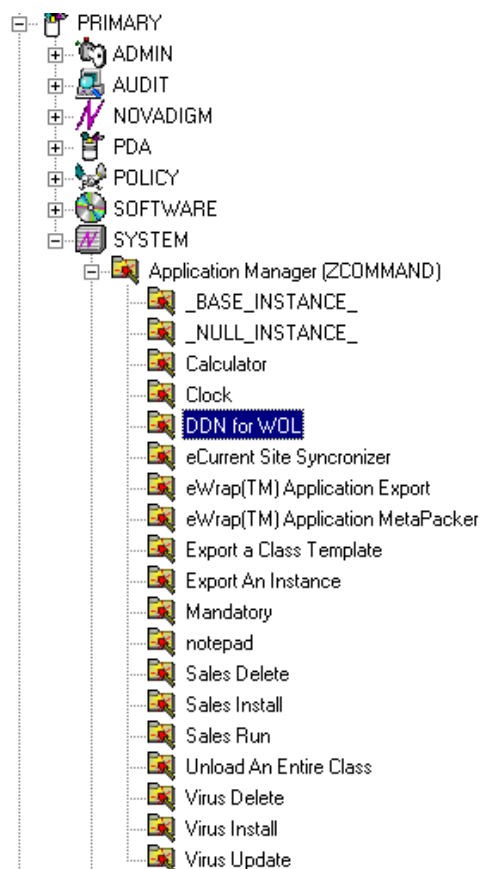 PRIMARY
ADMIN
AUDIT
NOVADIGM
PDA
POLICY
SOFTWARE
SYSTEM
Application Manager (ZCOMMAND)
_BASE_INSTANCE_
_NULL_INSTANCE_
Calculator
Clock
DDN for WOL
eCurrent Site Syncronizer
eWrap(TM) Application Export
eWrap(TM) Application MetaPacker
Export a Class Template
Export An Instance
Mandatory
notepad
Sales Delete
Sales Install
Sales Run
Unload An Entire Class
Virus Delete
Virus Install
Virus Update